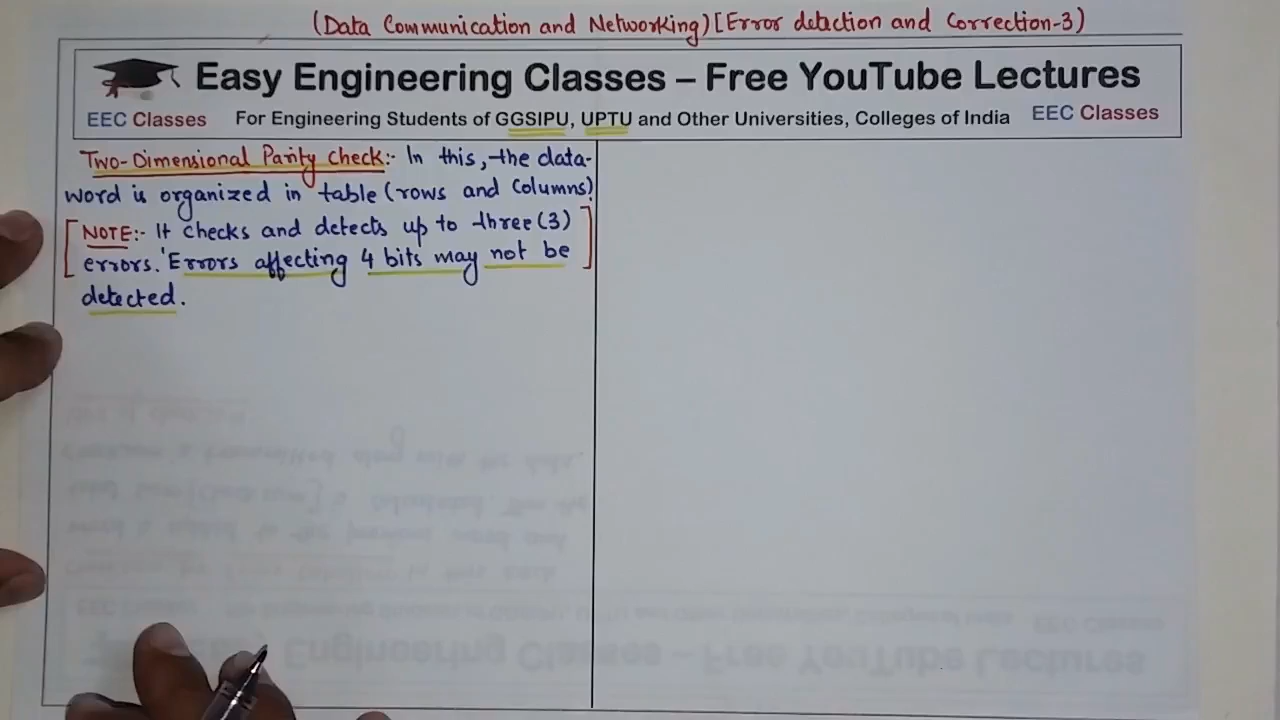 (Data Communication and Networking) [Error detection and Correction-3)
Easy Engineering Classes – Free YouTube Lectures
EEC Classes For Engineering Students of GGSIPU, UPTU and Other Universities, Colleges of India EEC Classes
Two-Dimensional Parity Check:- In this, the data-
word is organized in table (rows and columns)
[NOTE:- It checks and detects up to three (3)
errors. Errors affecting 4 bits may not be]
detected.